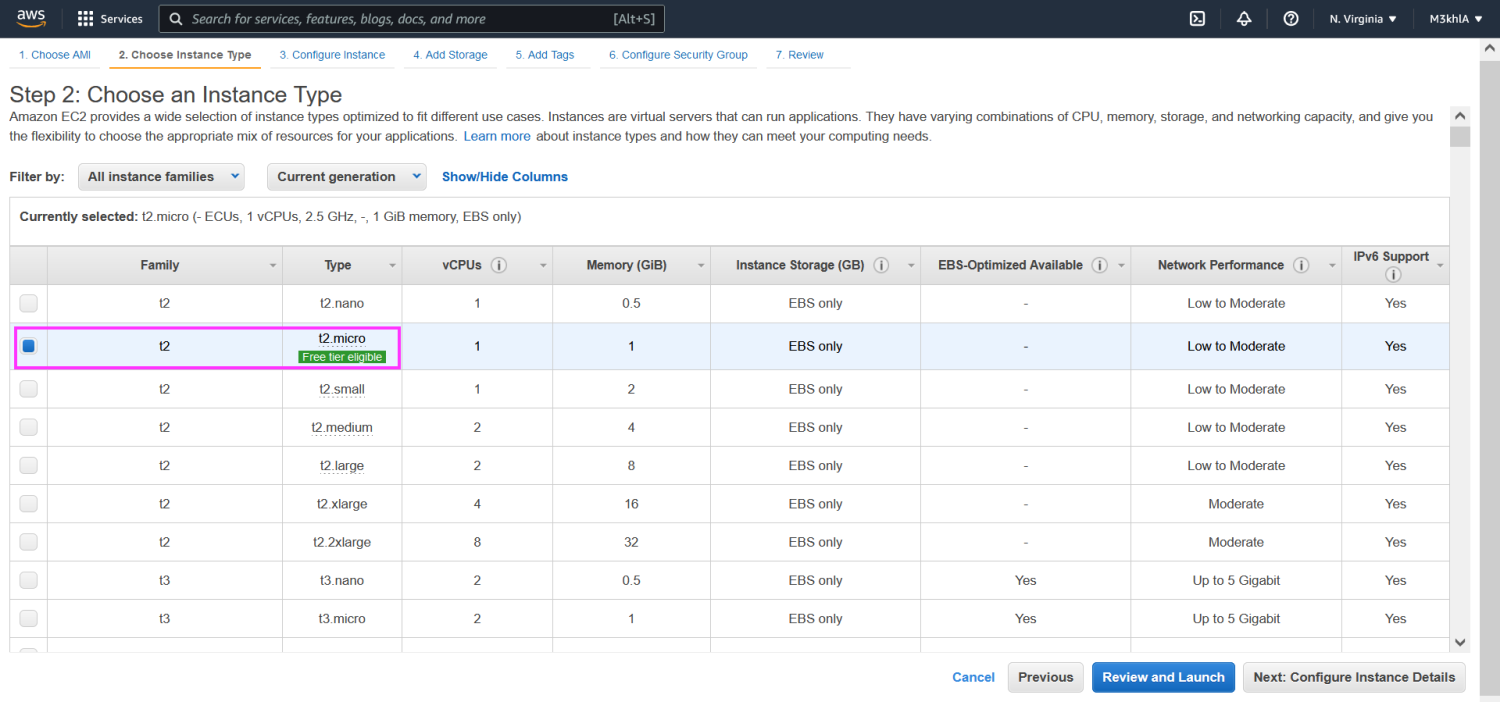 aws Services Search for services, features, blogs, docs, and more [Alt+S] N. Virginia M3khlA
1. Choose AMI 2. Choose Instance Type 3. Configure Instance 4. Add Storage 5. Add Tags 6. Configure Security Group 7. Review
Step 2: Choose an Instance Type
Amazon EC2 provides a wide selection of instance types optimized to fit different use cases. Instances are virtual servers that can run applications. They have varying combinations of CPU, memory, storage, and networking capacity, and give you
the flexibility to choose the appropriate mix of resources for your applications. Learn more about instance types and how they can meet your computing needs.
Filter by: All instance families Current generation Show/Hide Columns
Currently selected: t2.micro (- ECUs, 1 vCPUs, 2.5 GHz, -, 1 GiB memory, EBS only)
Family Type vCPUs Memory (GiB) Instance Storage (GB) EBS-Optimized Available Network Performance IPv6 Support
t2 t2.nano 1 0.5 EBS only - Low to Moderate Yes
t2 t2.micro 1 1 EBS only - Low to Moderate Yes
Free tier eligible
t2 t2.small 1 2 EBS only - Low to Moderate Yes
t2 t2.medium 2 4 EBS only - Low to Moderate Yes
t2 t2.large 2 8 EBS only - Low to Moderate Yes
t2 t2.xlarge 4 16 EBS only - Moderate Yes
t2 t2.2xlarge 8 32 EBS only - Moderate Yes
t3 t3.nano 2 0.5 EBS only Yes Up to 5 Gigabit Yes
t3 t3.micro 2 1 EBS only Yes Up to 5 Gigabit Yes
Cancel Previous Review and Launch Next: Configure Instance Details